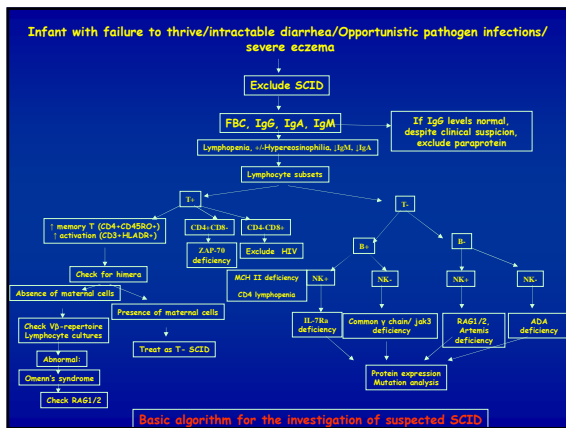 Infant with failure to thrive/intractable diarrhea/Opportunistic pathogen infections/
severe eczema
Exclude SCID
FBC, IgG, IgA, IgM
If IgG levels normal,
despite clinical suspicion,
exclude paraprotein
Lymphopenia, +/-Hypereosinophilia, ↓IgM, ↓IgA
Lymphocyte subsets
T+
T-
↑ memory T (CD4+CD45RO+)
↑ activation (CD3+HLADR+)
CD4+CD8-
CD4-CD8+
ZAP-70
deficiency
Exclude HIV
B+
B-
Check for himera
MCH II deficiency
CD4 lymphopenia
NK+
NK-
NK+
NK-
Absence of maternal cells
Presence of maternal cells
Check Vβ-repertoire
Lymphocyte cultures
IL-7Ra
deficiency
Common γ chain/ jak3
deficiency
RAG1/2,
Artemis
deficiency
ADA
deficiency
Treat as T- SCID
Abnormal:
Protein expression
Mutation analysis
Omenn's syndrome
Check RAG1/2
Basic algorithm for the investigation of suspected SCID